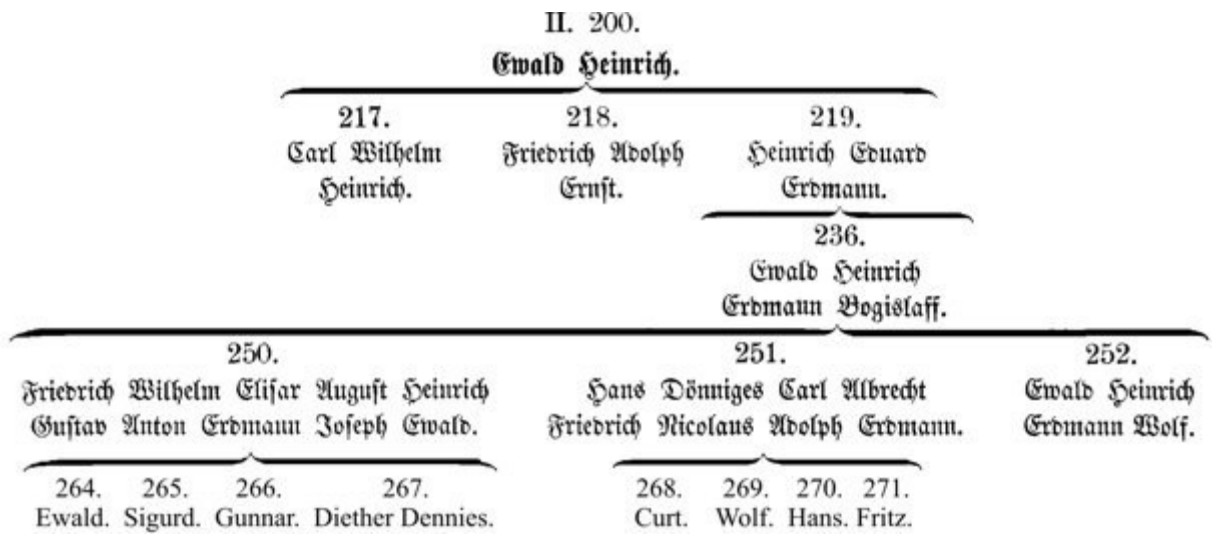 II. 200.
Ewald Heinrich.
217. 218. 219.
Carl Wilhelm Friedrich Adolph Heinrich Eduard
Heinrich. Ernst. Erdmann.
236.
Ewald Heinrich
Erdmann Bogislaff.
250. 251. 252.
Friedrich Wilhelm Elisar August Heinrich Hans Dönniges Carl Albrecht Ewald Heinrich
Gustav Anton Erdmann Joseph Ewald. Friedrich Nicolaus Adolph Erdmann. Erdmann Wolf.
264. 265. 266. 267. 268. 269. 270. 271.
Ewald. Sigurd. Gunnar. Diether Dennies. Curt. Wolf. Hans. Fritz.